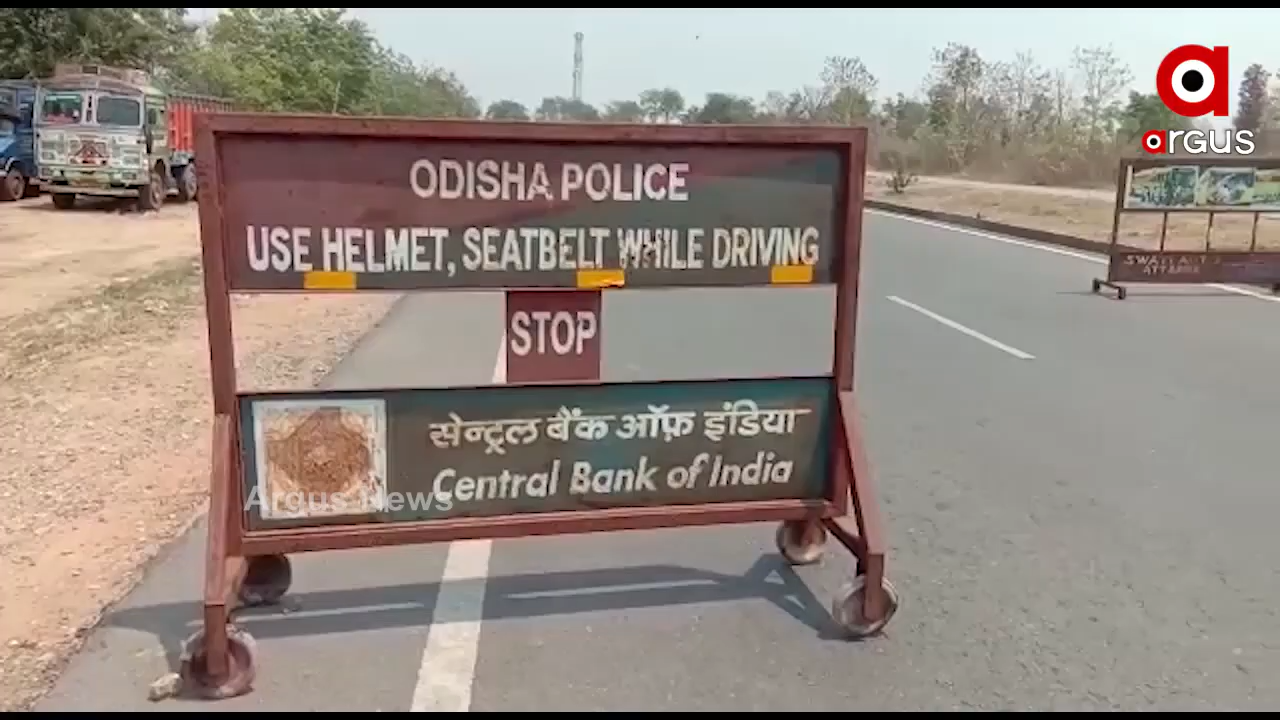 ODISHA POLICE
USE HELMET, SEATBELT WHILE DRIVING
STOP
सेन्ट्रल बैंक ऑफ़ इंडिया
Central Bank of India
Argus News
argus